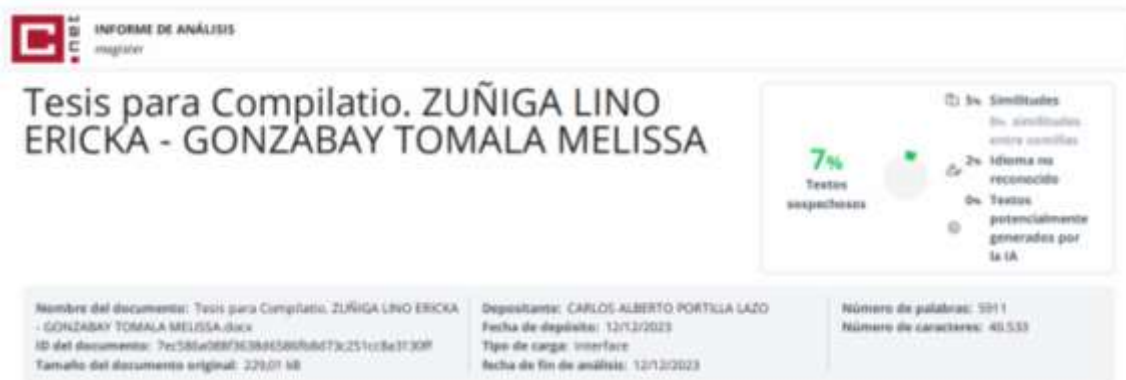 INFORME DE ANÁLISIS
magister
Tesis para Compilatio. ZUÑIGA LINO
ERICKA - GONZABAY TOMALA MELISSA
7%
Textos
sospechosos
5% Similitudes
0% similitudes
entre comillas
2% Idioma no
reconocido
0% Textos
potencialmente
generados por
la IA
Nombre del documento: Tesis para Compilatio. ZUÑIGA LINO ERICKA
- GONZABAY TOMALA MELISSA.docx
ID del documento:
Tamaño del documento original: 229,01 kB
Depositante: CARLOS ALBERTO PORTILLA LAZO
Fecha de depósito: 12/12/2023
Tipo de carga: interface
fecha de fin de análisis: 12/12/2023
Número de palabras: 5911
Número de caracteres: 40.533